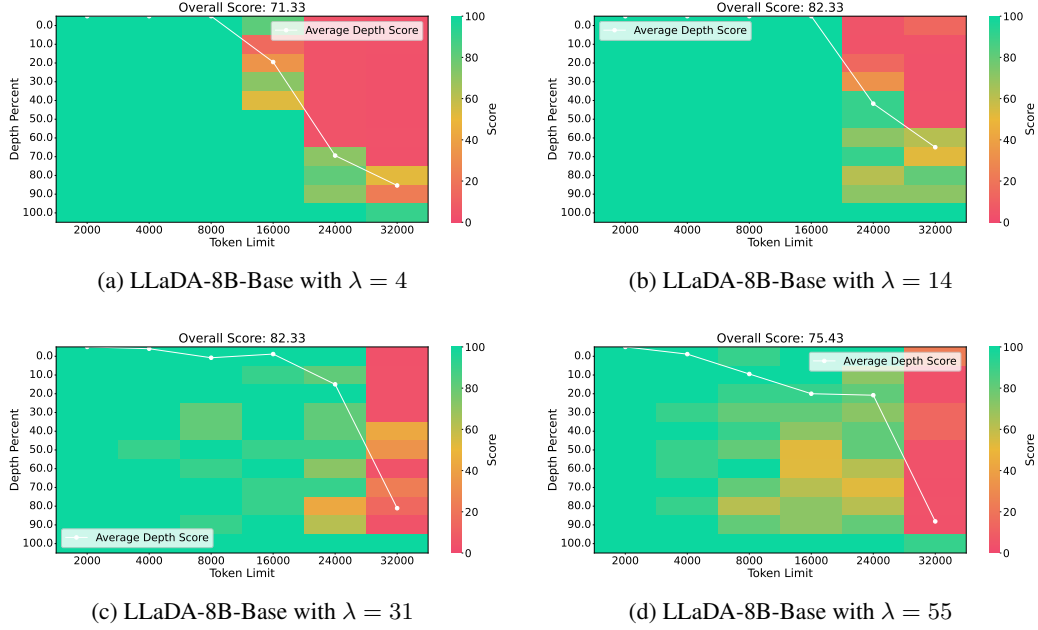 Overall Score: 71.33
Average Depth Score
Depth Percent
0.0
10.0
20.0
30.0
40.0
50.0
60.0
70.0
80.0
90.0
100.0
2000 4000 8000 16000 24000 32000
Token Limit
100
80
60
40
20
0
Score
(a) LLaDA-8B-Base with λ = 4
Overall Score: 82.33
Average Depth Score
Depth Percent
0.0
10.0
20.0
30.0
40.0
50.0
60.0
70.0
80.0
90.0
100.0
2000 4000 8000 16000 24000 32000
Token Limit
100
80
60
40
20
0
Score
(b) LLaDA-8B-Base with λ = 14
Overall Score: 82.33
Depth Percent
0.0
10.0
20.0
30.0
40.0
50.0
60.0
70.0
80.0
90.0
100.0
Average Depth Score
2000 4000 8000 16000 24000 32000
Token Limit
100
80
60
40
20
0
Score
(c) LLaDA-8B-Base with λ = 31
Overall Score: 75.43
Average Depth Score
Depth Percent
0.0
10.0
20.0
30.0
40.0
50.0
60.0
70.0
80.0
90.0
100.0
2000 4000 8000 16000 24000 32000
Token Limit
100
80
60
40
20
0
Score
(d) LLaDA-8B-Base with λ = 55